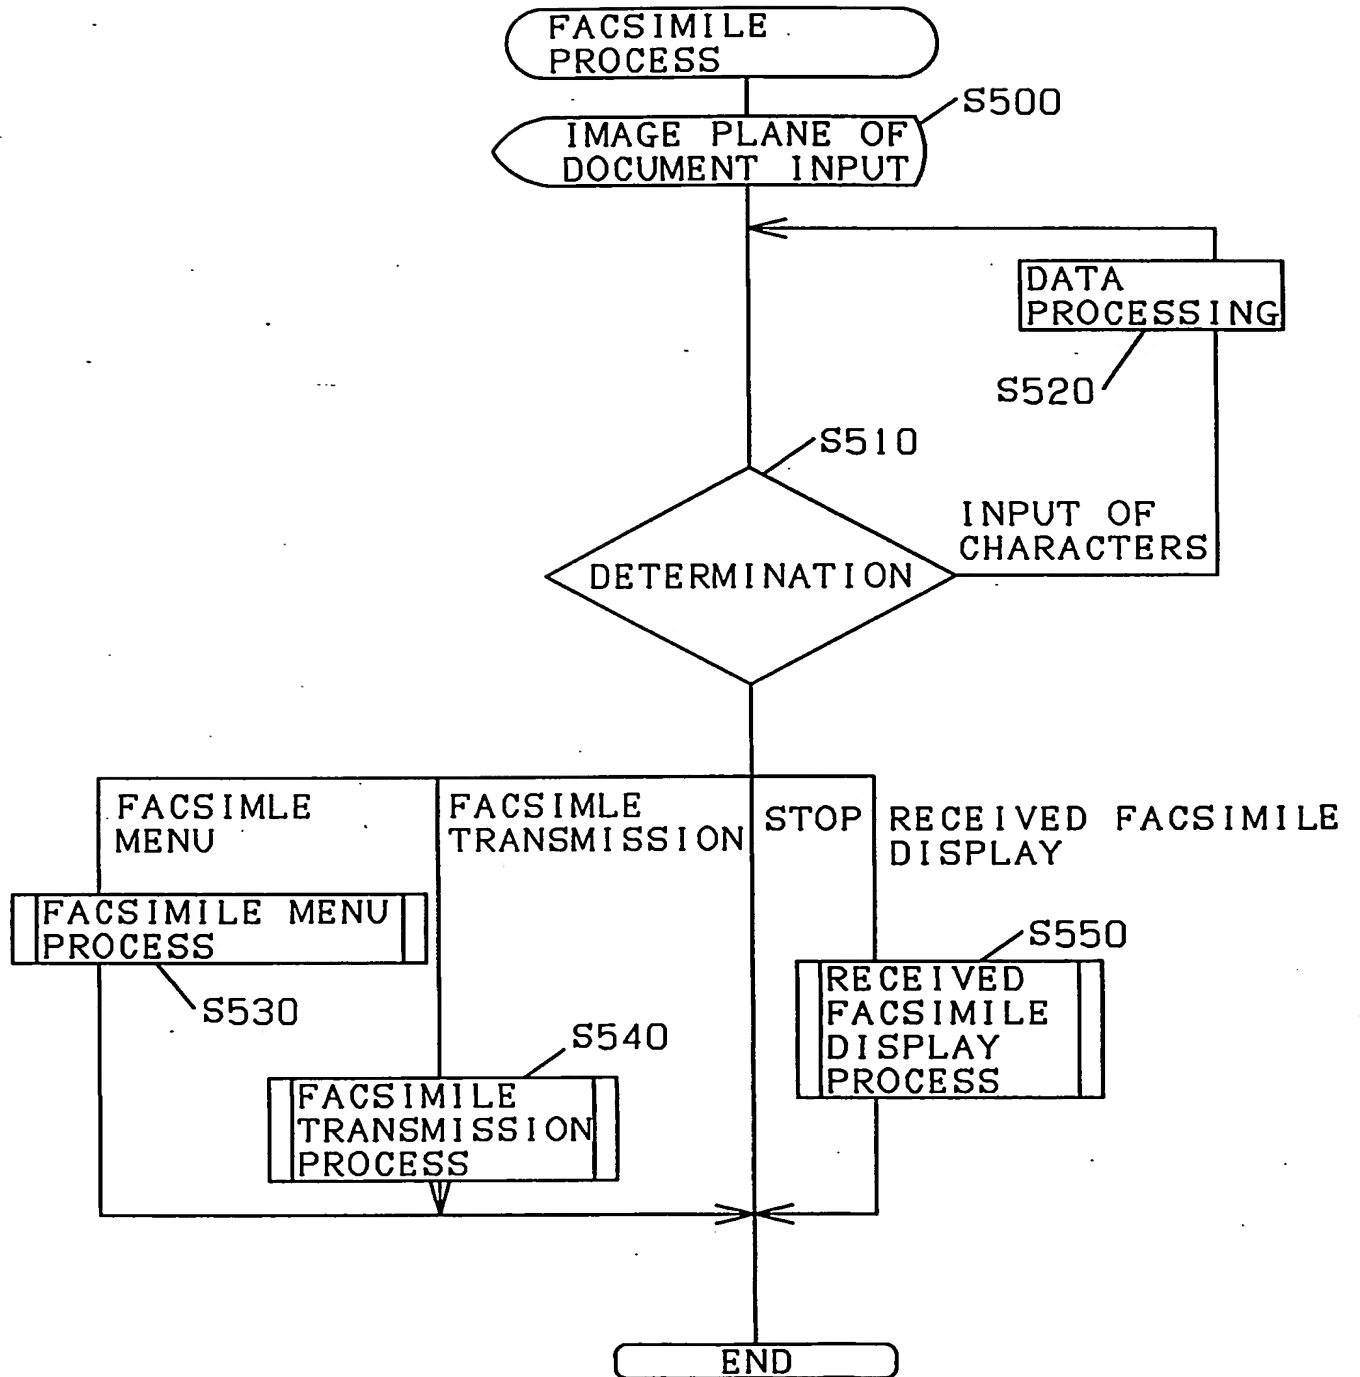 FACSIMILE
PROCESS
S500
IMAGE PLANE OF
DOCUMENT INPUT
DATA
PROCESSING
S520
S510
INPUT OF
CHARACTERS
DETERMINATION
FACSIMLE
MENU
FACSIMLE
TRANSMISSION
STOP
RECEIVED FACSIMILE
DISPLAY
FACSIMILE MENU
PROCESS
S530
S550
RECEIVED
FACSIMILE
DISPLAY
PROCESS
S540
FACSIMILE
TRANSMISSION
PROCESS
END